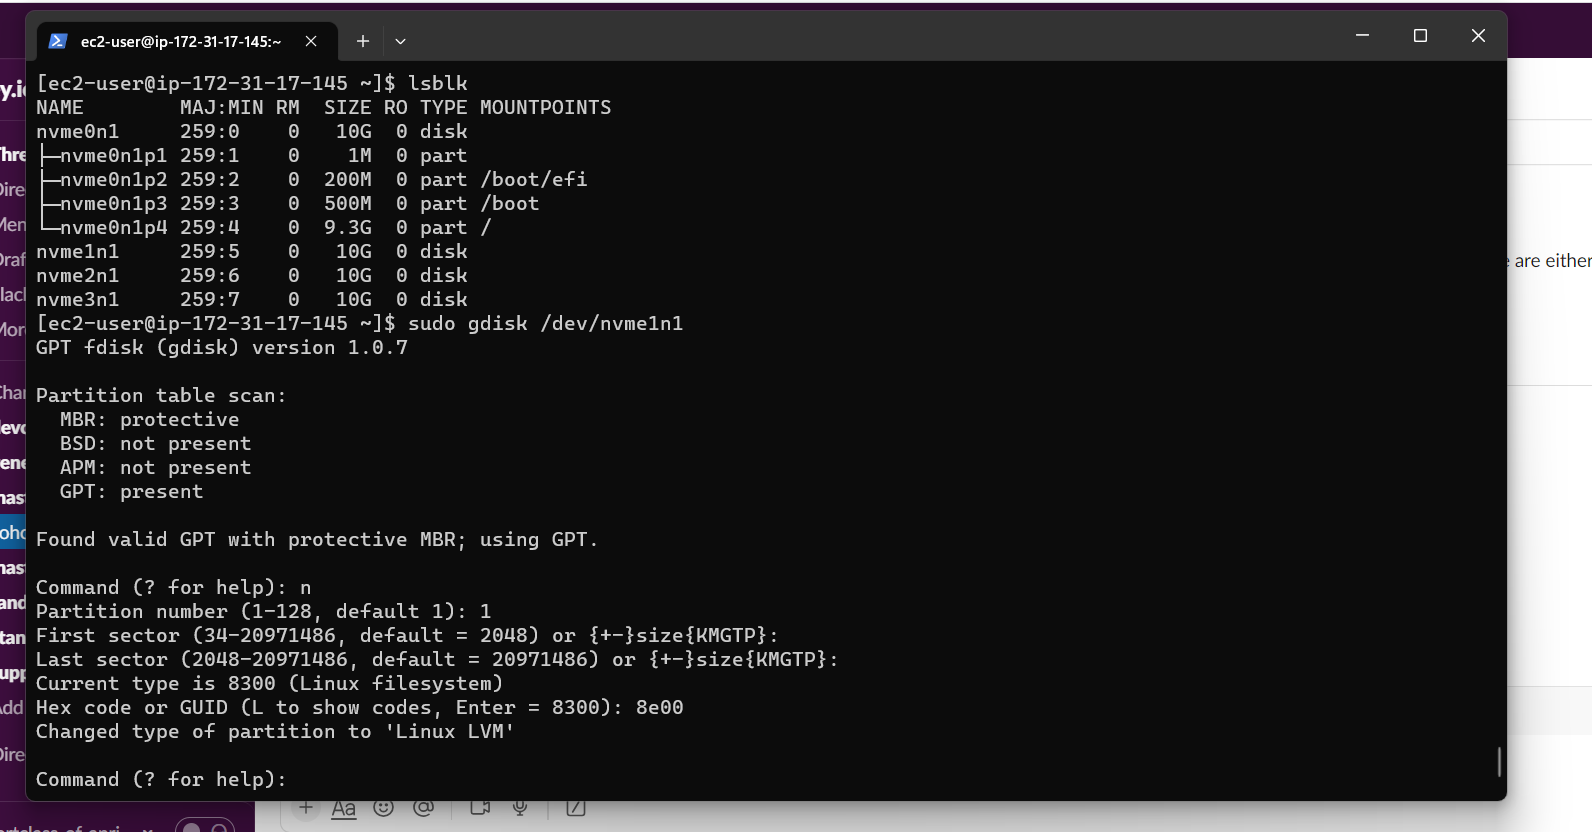 ec2-user@ip-172-31-17-145:~
[ec2-user@ip-172-31-17-145 ~]$ lsblk
NAME        MAJ:MIN RM  SIZE RO TYPE MOUNTPOINTS
nvme0n1     259:0    0   10G  0 disk
├─nvme0n1p1 259:1    0    1M  0 part
├─nvme0n1p2 259:2    0  200M  0 part /boot/efi
├─nvme0n1p3 259:3    0  500M  0 part /boot
└─nvme0n1p4 259:4    0  9.3G  0 part /
nvme1n1     259:5    0   10G  0 disk
nvme2n1     259:6    0   10G  0 disk
nvme3n1     259:7    0   10G  0 disk
[ec2-user@ip-172-31-17-145 ~]$ sudo gdisk /dev/nvme1n1
GPT fdisk (gdisk) version 1.0.7
Partition table scan:
  MBR: protective
  BSD: not present
  APM: not present
  GPT: present
Found valid GPT with protective MBR; using GPT.
Command (? for help): n
Partition number (1-128, default 1): 1
First sector (34-20971486, default = 2048) or {+-}size{KMGTP}:
Last sector (2048-20971486, default = 20971486) or {+-}size{KMGTP}:
Current type is 8300 (Linux filesystem)
Hex code or GUID (L to show codes, Enter = 8300): 8e00
Changed type of partition to 'Linux LVM'
Command (? for help):
are either
Aa
Add